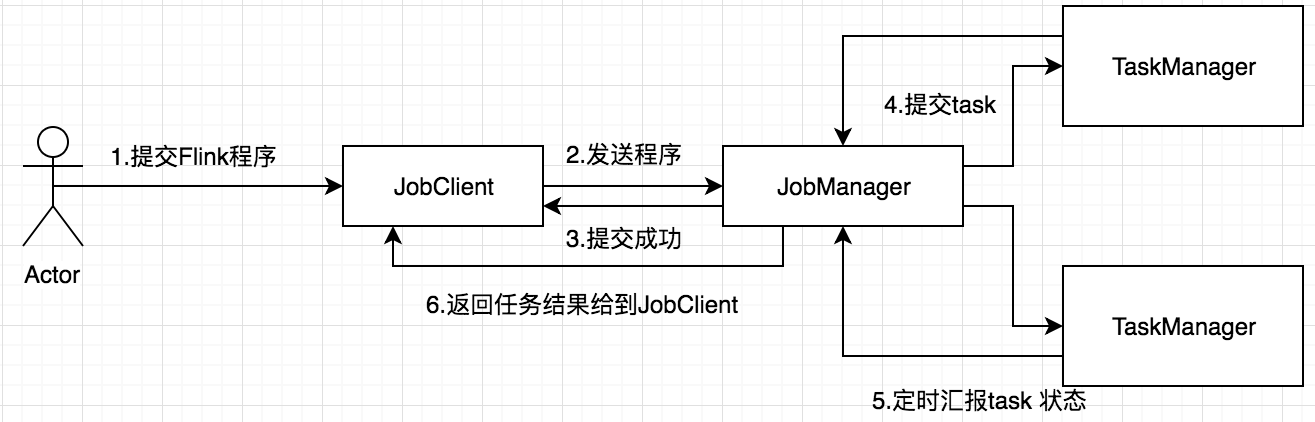 TaskManager
4.提交task
1.提交Flink程序
2.发送程序
JobClient
JobManager
3.提交成功
Actor
6.返回任务结果给到JobClient
TaskManager
5.定时汇报task 状态